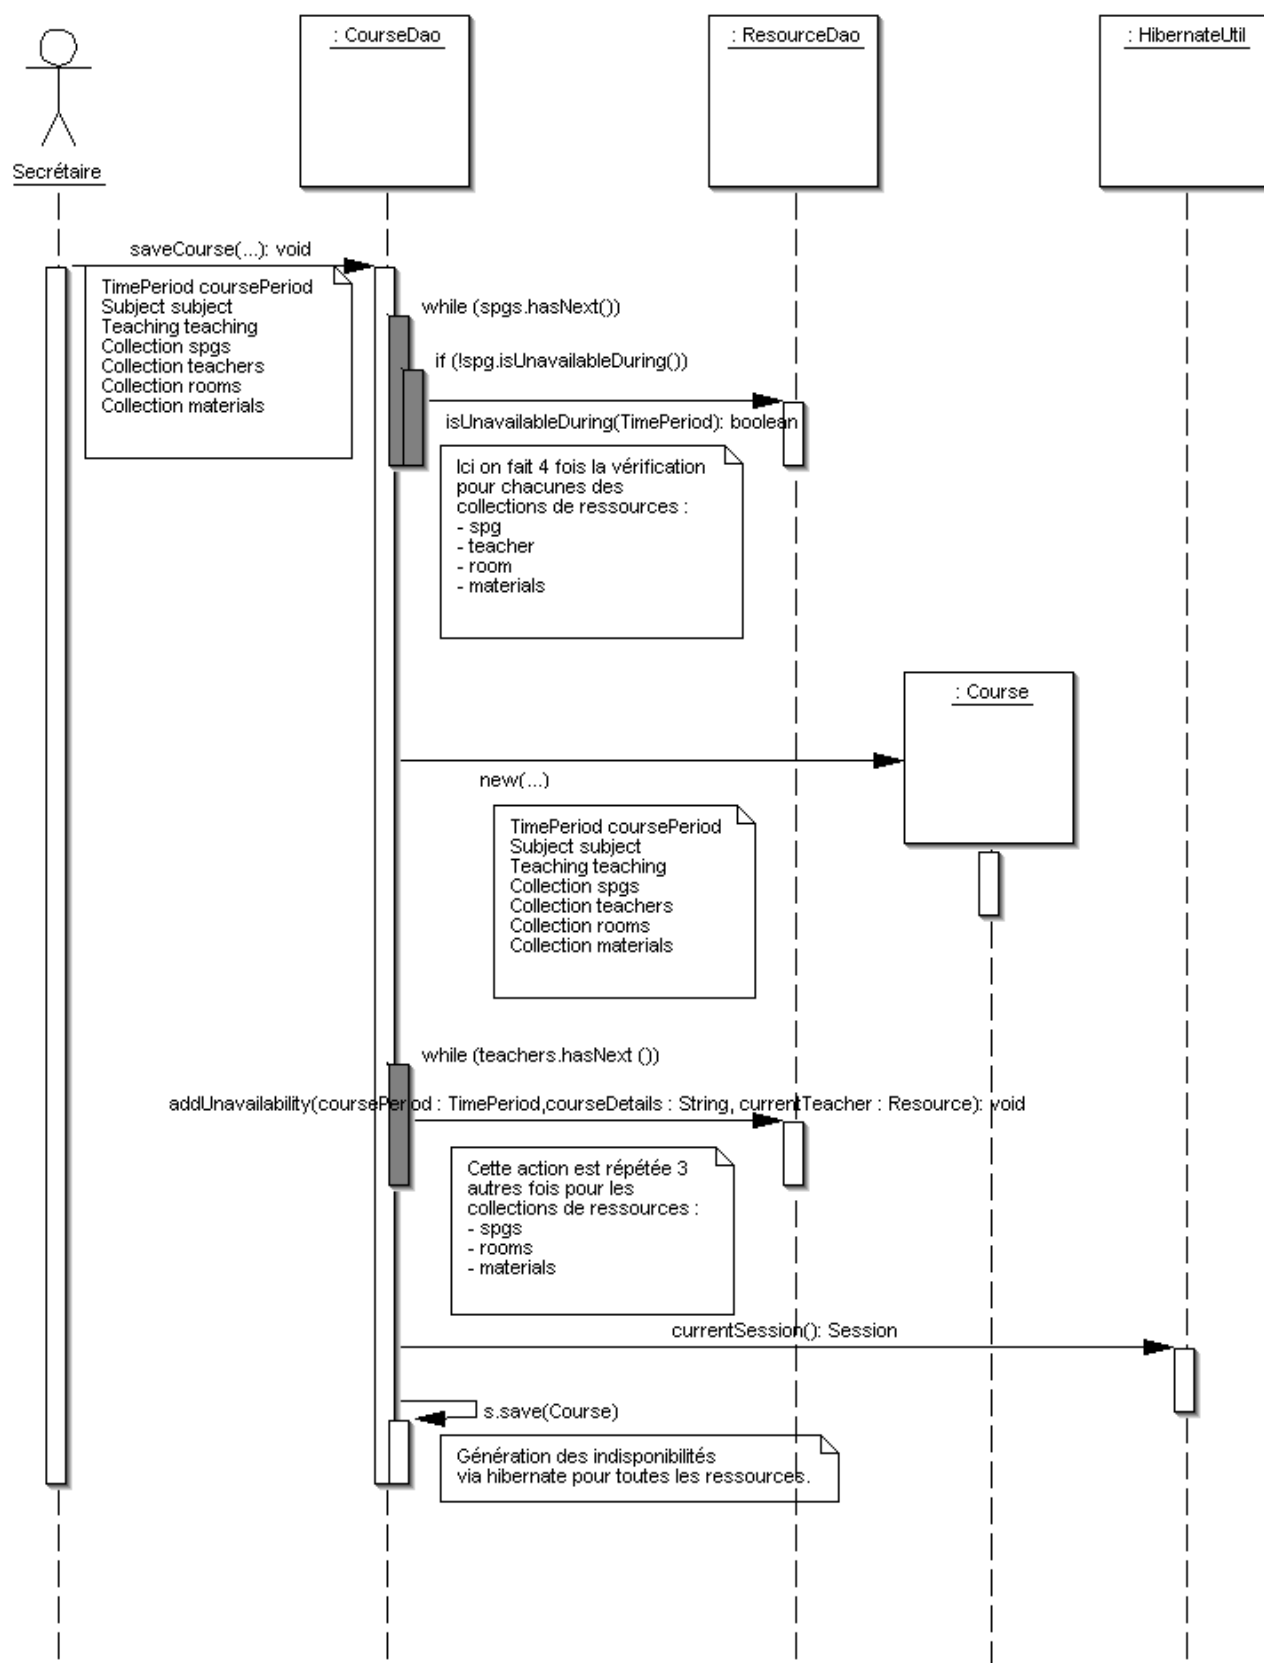 : CourseDao
: ResourceDao
: HibernateUtil
Secrétaire
saveCourse(...): void
TimePeriod coursePeriod
Subject subject
Teaching teaching
Collection spgs
Collection teachers
Collection rooms
Collection materials
while (spgs.hasNext())
if (!spg.isUnavailableDuring())
isUnavailableDuring(TimePeriod): boolean
Ici on fait 4 fois la vérification
pour chacunes des
collections de ressources :
- spg
- teacher
- room
- materials
: Course
new(...)
TimePeriod coursePeriod
Subject subject
Teaching teaching
Collection spgs
Collection teachers
Collection rooms
Collection materials
while (teachers.hasNext ())
addUnavailability(coursePeriod : TimePeriod,courseDetails : String, currentTeacher : Resource): void
Cette action est répétée 3
autres fois pour les
collections de ressources :
- spgs
- rooms
- materials
currentSession(): Session
s.save(Course)
Génération des indisponibilités
via hibernate pour toutes les ressources.